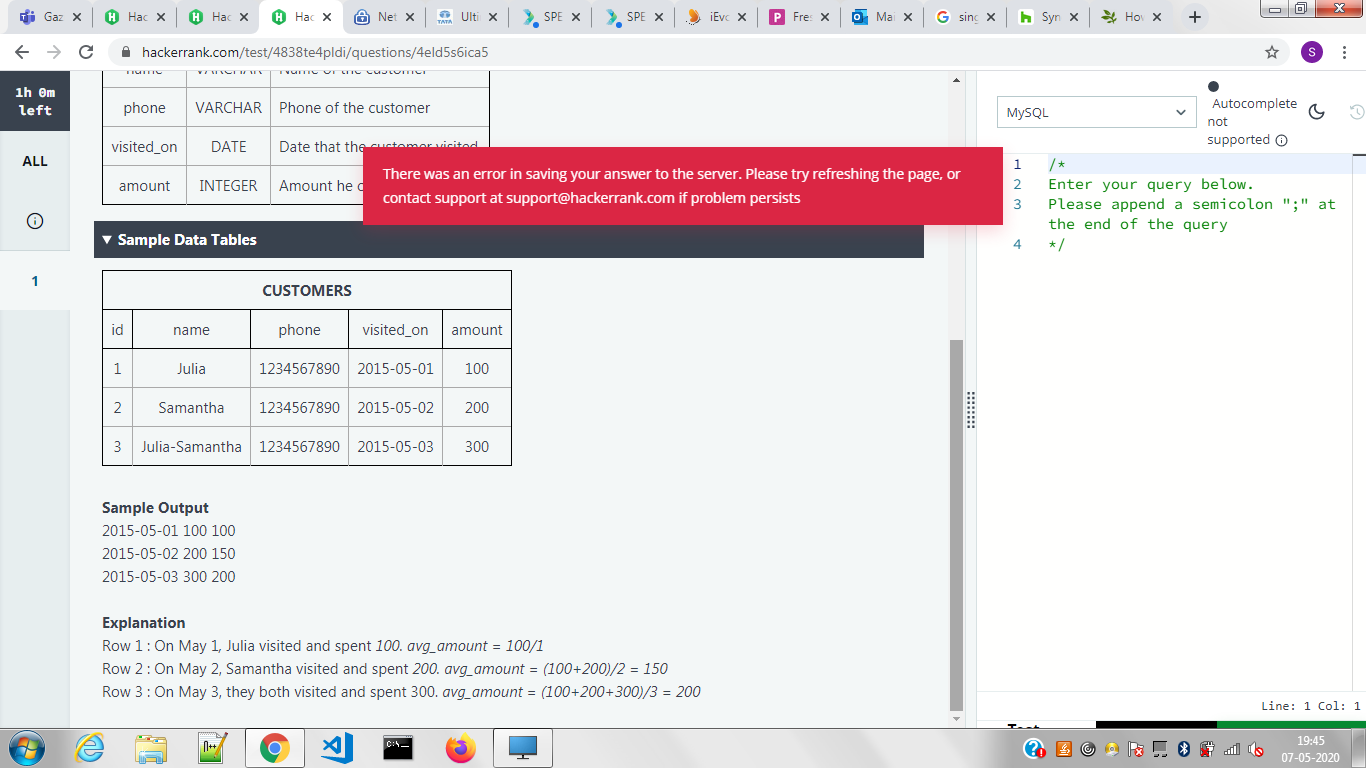 Gaz
Hac
Hac
Hac
Net
Ulti
SPE
SPE
iEvo
Fres
Mai
sing
Syn
Hov
hackerrank.com/test/4838te4pldi/questions/4eld5s6ica5
S
1h 0m
left
ALL
1
name VARCHAR Name of the customer
phone VARCHAR Phone of the customer
visited_on DATE Date that the customer visited
amount INTEGER Amount he
There was an error in saving your answer to the server. Please try refreshing the page, or
contact support at support@hackerrank.com if problem persists
Sample Data Tables
CUSTOMERS
id name phone visited_on amount
1 Julia 1234567890 2015-05-01 100
2 Samantha 1234567890 2015-05-02 200
3 Julia-Samantha 1234567890 2015-05-03 300
Sample Output
2015-05-01 100 100
2015-05-02 200 150
2015-05-03 300 200
Explanation
Row 1 : On May 1, Julia visited and spent 100. avg_amount = 100/1
Row 2 : On May 2, Samantha visited and spent 200. avg_amount = (100+200)/2 = 150
Row 3 : On May 3, they both visited and spent 300. avg_amount = (100+200+300)/3 = 200
MySQL
Autocomplete
not
supported
1 /*
2 Enter your query below.
3 Please append a semicolon ";" at
the end of the query
4 */
Line: 1 Col: 1
19:45
07-05-2020